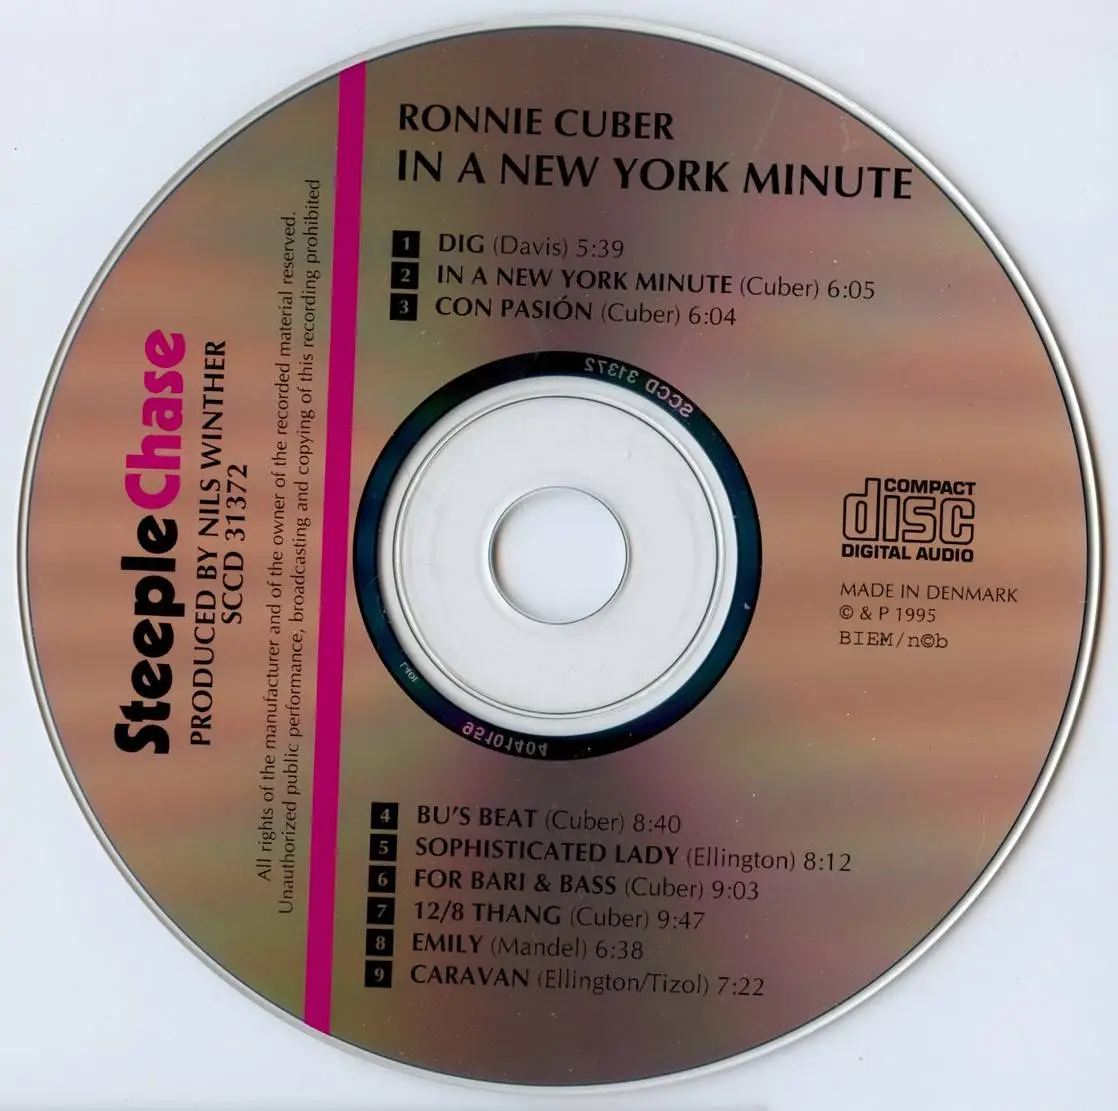 RONNIE CUBER
IN A NEW YORK MINUTE
1 DIG (Davis) 5:39
2 IN A NEW YORK MINUTE (Cuber) 6:05
3 CON PASIÓN (Cuber) 6:04
SteepleChase
PRODUCED BY NILS WINTHER
SCCD 31372
All rights of the manufacturer and of the owner of the recorded material reserved.
Unauthorized public performance, broadcasting and copying of this recording prohibited
SCCD 31372
COMPACT
disc
DIGITAL AUDIO
MADE IN DENMARK
© & P 1995
BIEM/n©b
95101404
4 BU'S BEAT (Cuber) 8:40
5 SOPHISTICATED LADY (Ellington) 8:12
6 FOR BARI & BASS (Cuber) 9:03
7 12/8 THANG (Cuber) 9:47
8 EMILY (Mandel) 6:38
9 CARAVAN (Ellington/Tizol) 7:22